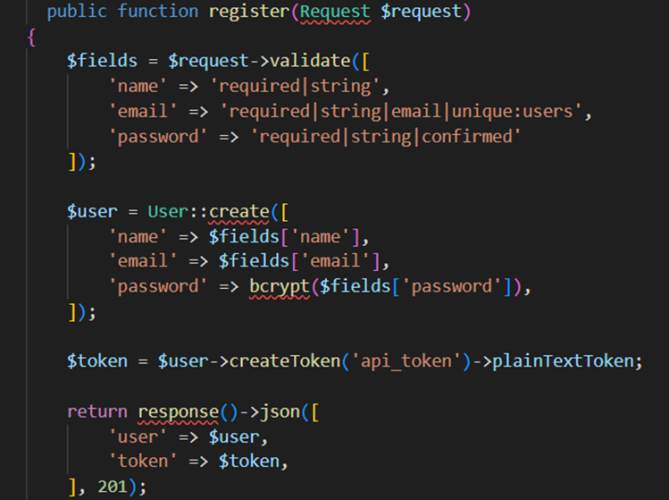 public function register(Request $request)
{
$fields = $request->validate([
'name' => 'required|string',
'email' => 'required|string|email|unique:users',
'password' => 'required|string|confirmed'
]);
$user = User::create([
'name' => $fields['name'],
'email' => $fields['email'],
'password' => bcrypt($fields['password']),
]);
$token = $user->createToken('api_token')->plainTextToken;
return response()->json([
'user' => $user,
'token' => $token,
], 201);